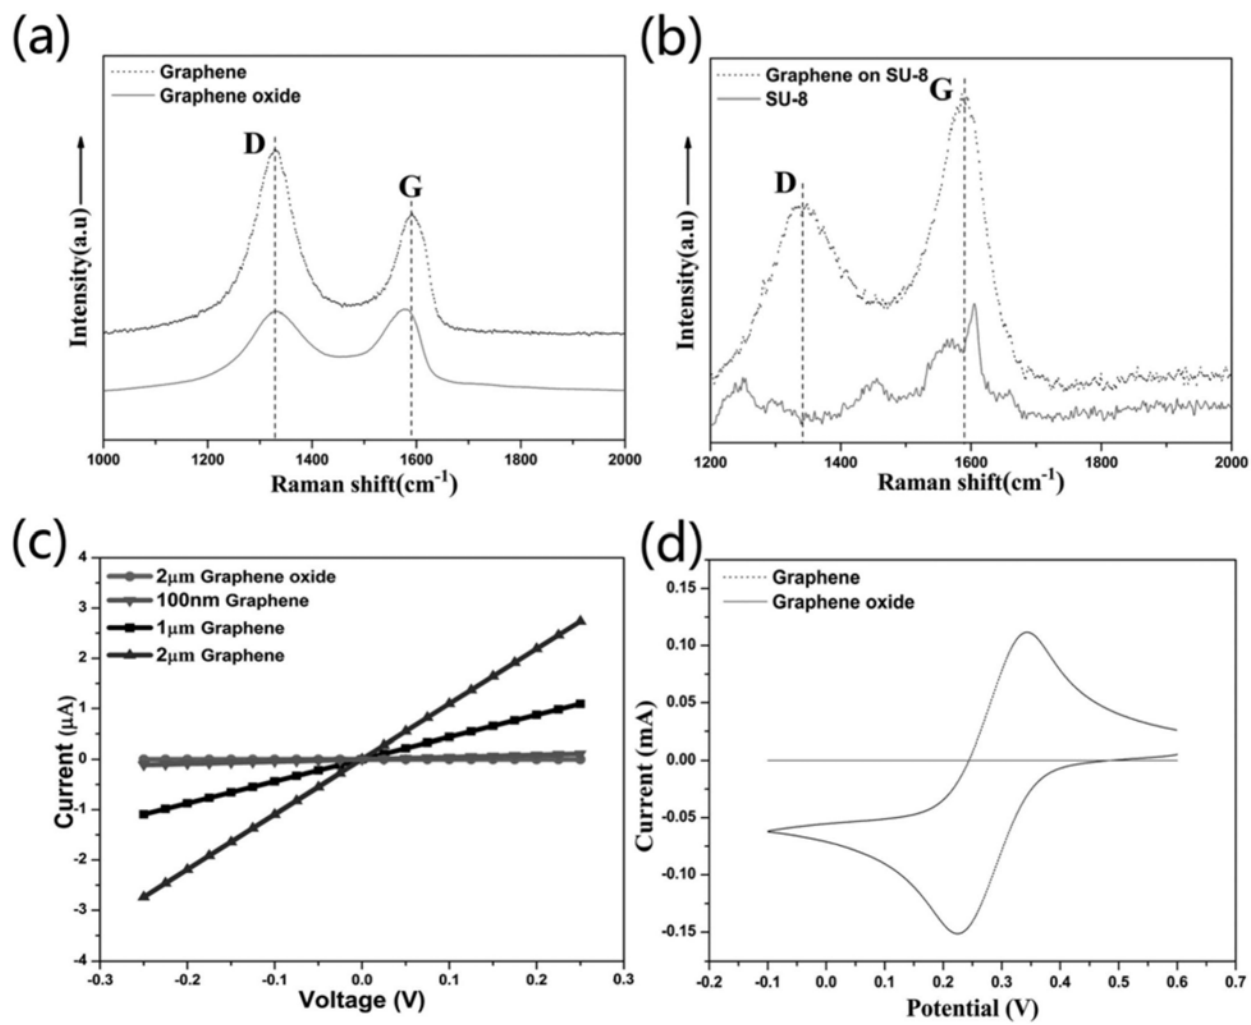 (a)
Graphene
Graphene oxide
D
G
Intensity(a.u)
1000 1200 1400 1600 1800 2000
Raman shift(cm⁻¹)
(b)
Graphene on SU-8
SU-8
G
D
Intensity(a.u)
1200 1400 1600 1800 2000
Raman shift(cm⁻¹)
(c)
2μm Graphene oxide
100nm Graphene
1μm Graphene
2μm Graphene
4
3
2
1
0
-1
-2
-3
-4
Current (μA)
-0.3 -0.2 -0.1 0.0 0.1 0.2 0.3
Voltage (V)
(d)
Graphene
Graphene oxide
0.15
0.10
0.05
0.00
-0.05
-0.10
-0.15
Current (mA)
-0.2 -0.1 0.0 0.1 0.2 0.3 0.4 0.5 0.6 0.7
Potential (V)